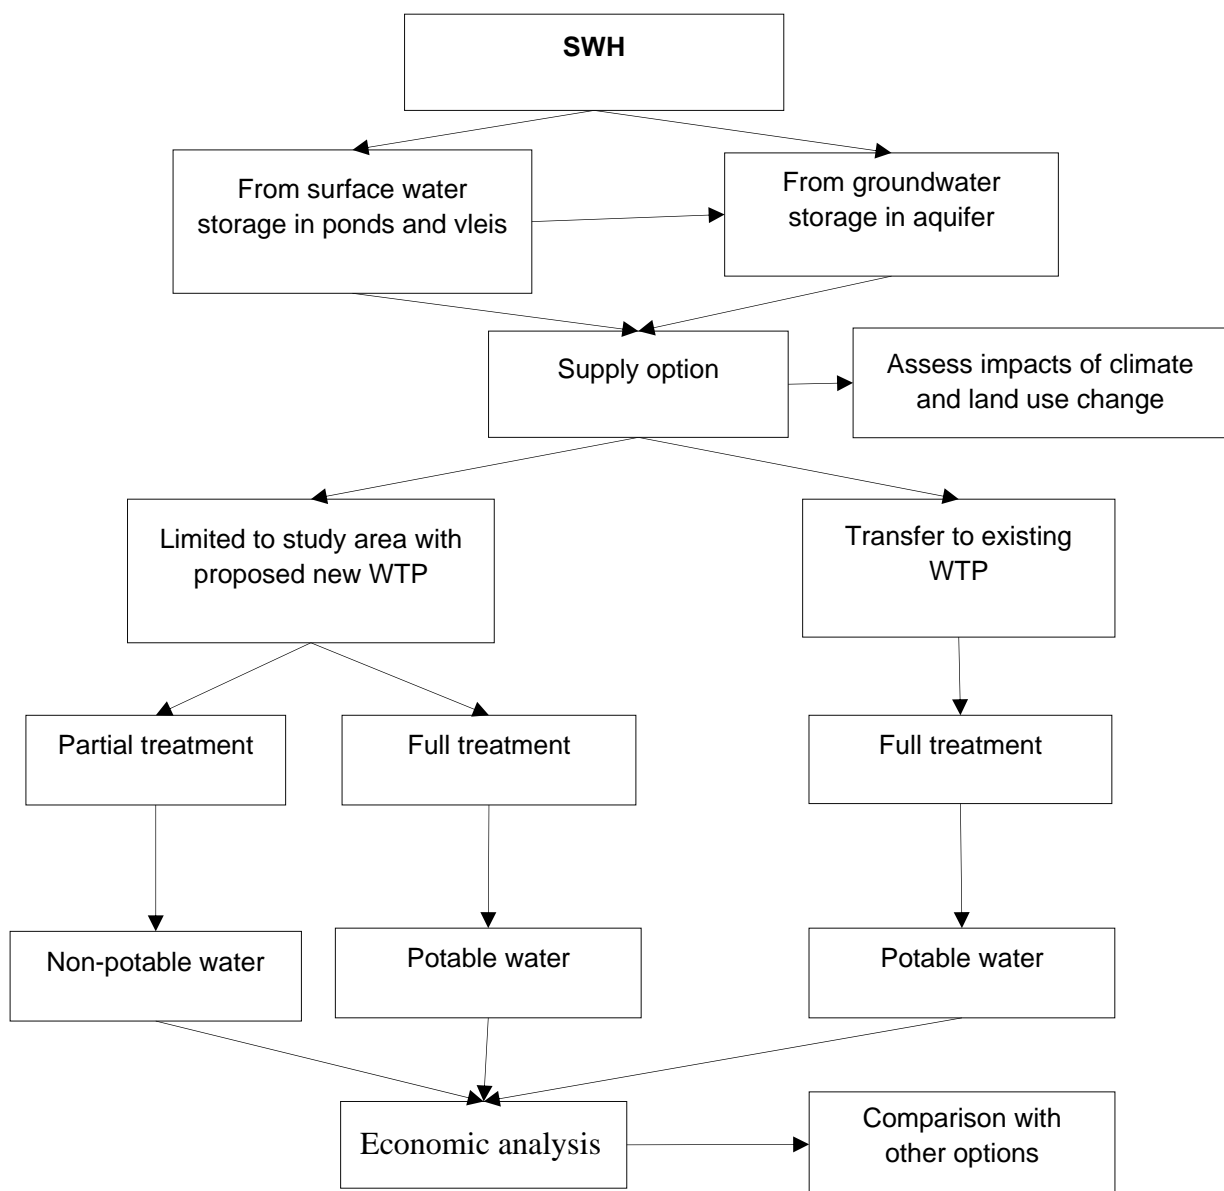 SWH
From surface water
storage in ponds and vleis
From groundwater
storage in aquifer
Supply option
Assess impacts of climate
and land use change
Limited to study area with
proposed new WTP
Transfer to existing
WTP
Partial treatment
Full treatment
Full treatment
Non-potable water
Potable water
Potable water
Economic analysis
Comparison with
other options